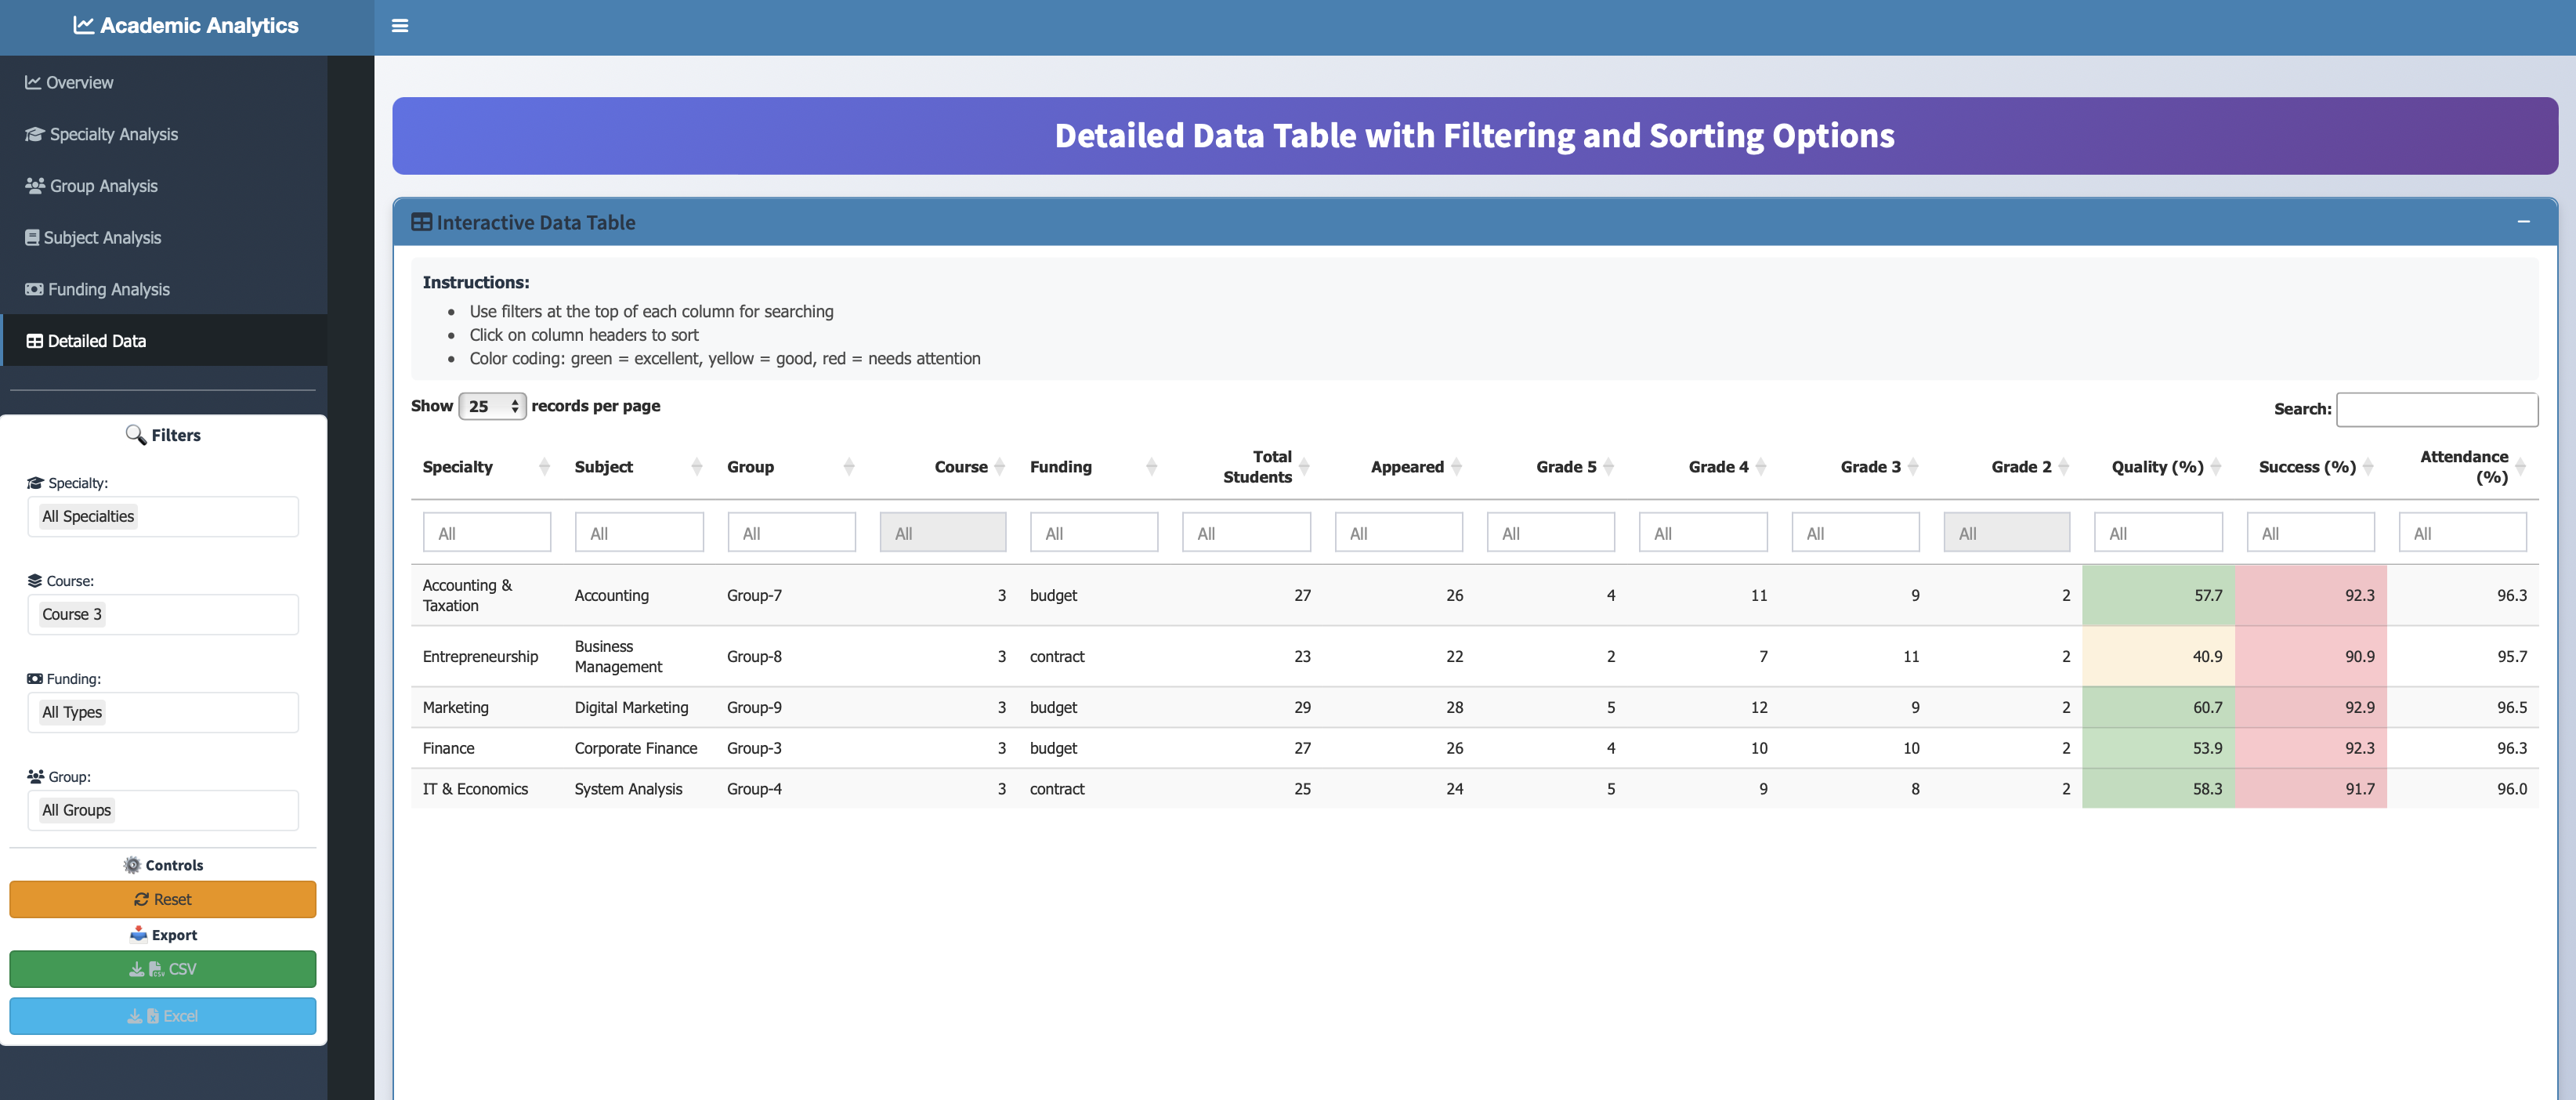 Academic Analytics
Overview
Specialty Analysis
Group Analysis
Subject Analysis
Funding Analysis
Detailed Data
Filters
Specialty:
All Specialties
Course:
Course 3
Funding:
All Types
Group:
All Groups
Controls
Reset
Export
CSV
Excel
Detailed Data Table with Filtering and Sorting Options
Interactive Data Table
Instructions:
• Use filters at the top of each column for searching
• Click on column headers to sort
• Color coding: green = excellent, yellow = good, red = needs attention
Show 25 records per page
Search:
Specialty Subject Group Course Funding Total Students Appeared Grade 5 Grade 4 Grade 3 Grade 2 Quality (%) Success (%) Attendance (%)
All All All All All All All All All All All All All All
Accounting & Taxation Accounting Group-7 3 budget 27 26 4 11 9 2 57.7 92.3 96.3
Entrepreneurship Business Management Group-8 3 contract 23 22 2 7 11 2 40.9 90.9 95.7
Marketing Digital Marketing Group-9 3 budget 29 28 5 12 9 2 60.7 92.9 96.5
Finance Corporate Finance Group-3 3 budget 27 26 4 10 10 2 53.9 92.3 96.3
IT & Economics System Analysis Group-4 3 contract 25 24 5 9 8 2 58.3 91.7 96.0